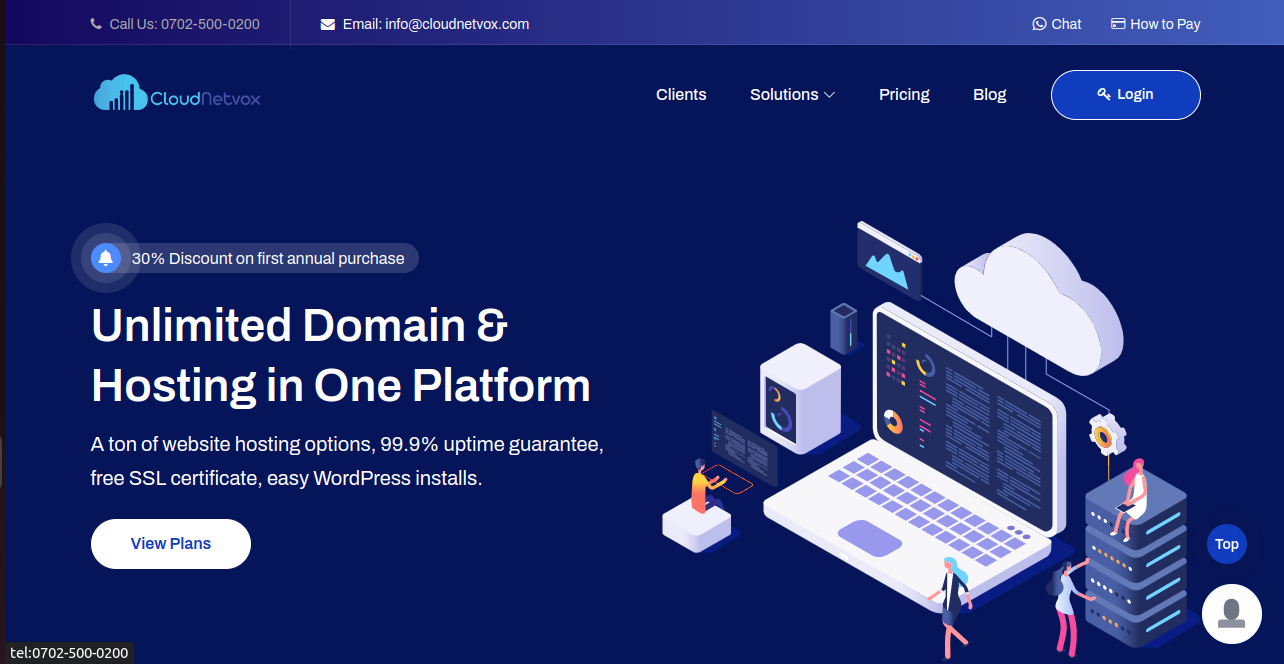 Call Us: 0702-500-0200
Email: info@cloudnetvox.com
Chat
How to Pay
CloudNetvox
Clients
Solutions
Pricing
Blog
Login
30% Discount on first annual purchase
Unlimited Domain &
Hosting in One Platform
A ton of website hosting options, 99.9% uptime guarantee,
free SSL certificate, easy WordPress installs.
View Plans
Top
tel:0702-500-0200